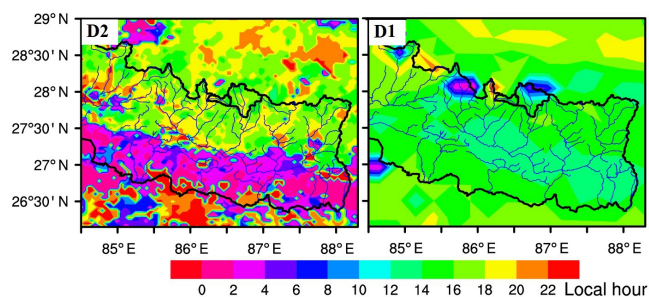 D2
D1
29° N
28°30' N
28° N
27°30' N
27° N
26°30' N
85° E
86° E
87° E
88° E
85° E
86° E
87° E
88° E
0 2 4 6 8 10 12 14 16 18 20 22 Local hour